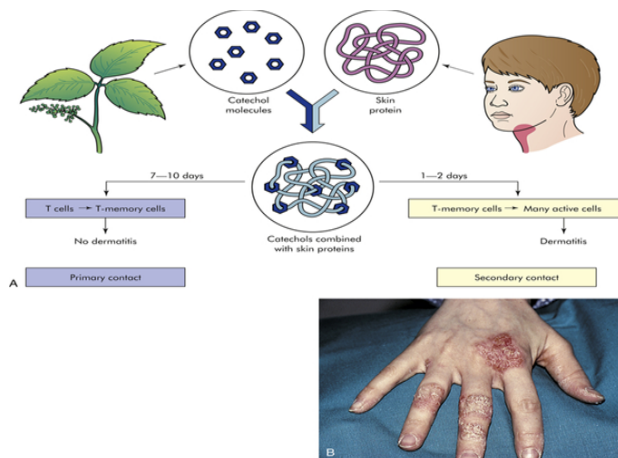 Catechol
molecules
Skin
protein
7—10 days
1—2 days
T cells → T-memory cells
T-memory cells → Many active cells
No dermatitis
Catechols combined
with skin proteins
Dermatitis
A
Primary contact
Secondary contact
B